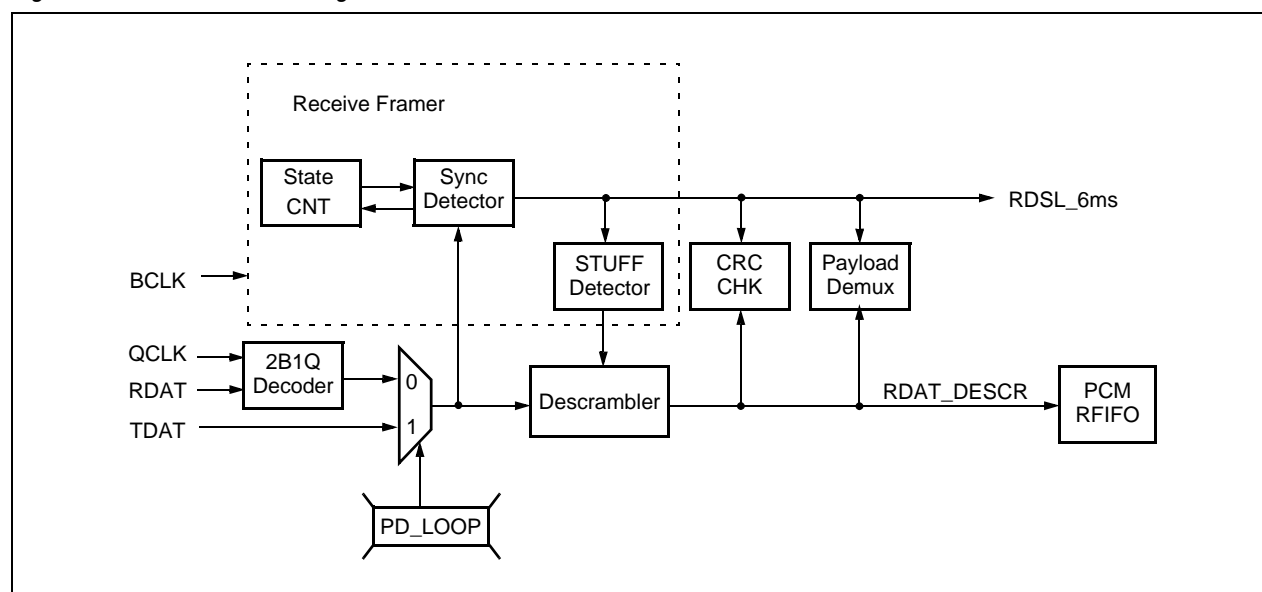 Receive Framer
State
CNT
Sync
Detector
RDSL_6ms
STUFF
Detector
CRC
CHK
Payload
Demux
BCLK
QCLK
RDAT
2B1Q
Decoder
TDAT
0
1
Descrambler
RDAT_DESCR
PCM
RFIFO
PD_LOOP